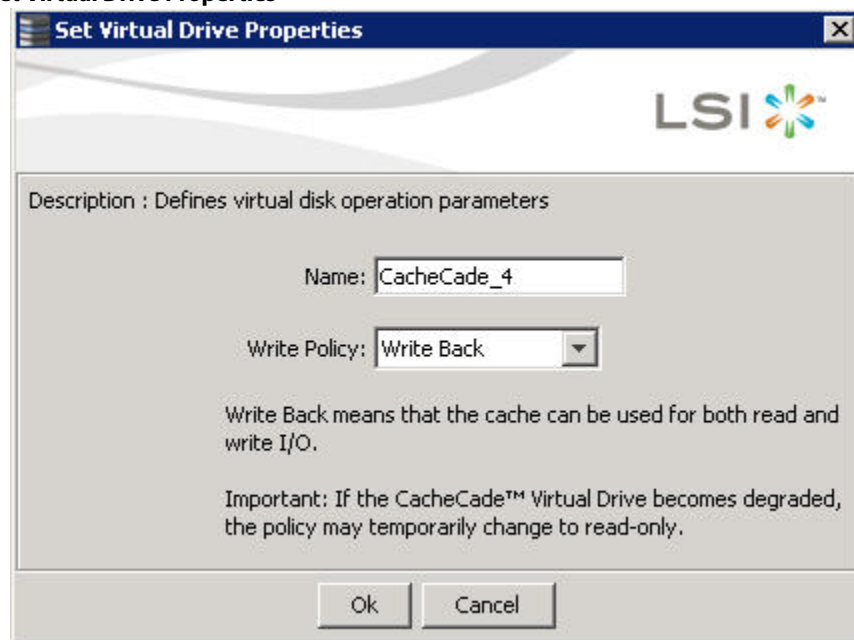 Set Virtual Drive Properties
LSI™
Description : Defines virtual disk operation parameters
Name: CacheCade_4
Write Policy: Write Back
Write Back means that the cache can be used for both read and
write I/O.
Important: If the CacheCade™ Virtual Drive becomes degraded,
the policy may temporarily change to read-only.
Ok Cancel